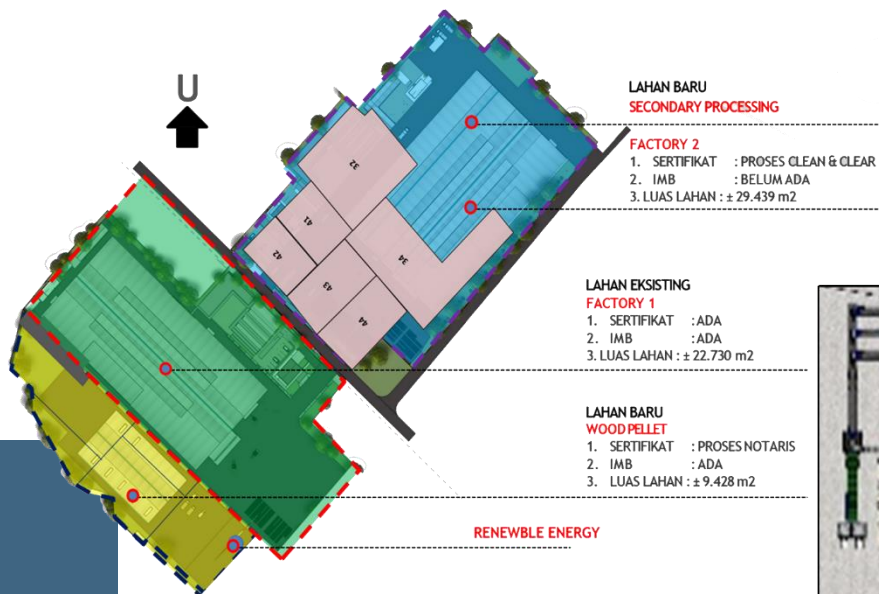 U
32
41
42
34
43
44
LAHAN BARU
SECONDARY PROCESSING
FACTORY 2
1. SERTIFIKAT : PROSES CLEAN & CLEAR
2. IMB : BELUM ADA
3. LUAS LAHAN : ± 29.439 m2
LAHAN EKSISTING
FACTORY 1
1. SERTIFIKAT : ADA
2. IMB : ADA
3. LUAS LAHAN : ± 22.730 m2
LAHAN BARU
WOOD PELLET
1. SERTIFIKAT : PROSES NOTARIS
2. IMB : ADA
3. LUAS LAHAN : ± 9.428 m2
RENEWBLE ENERGY